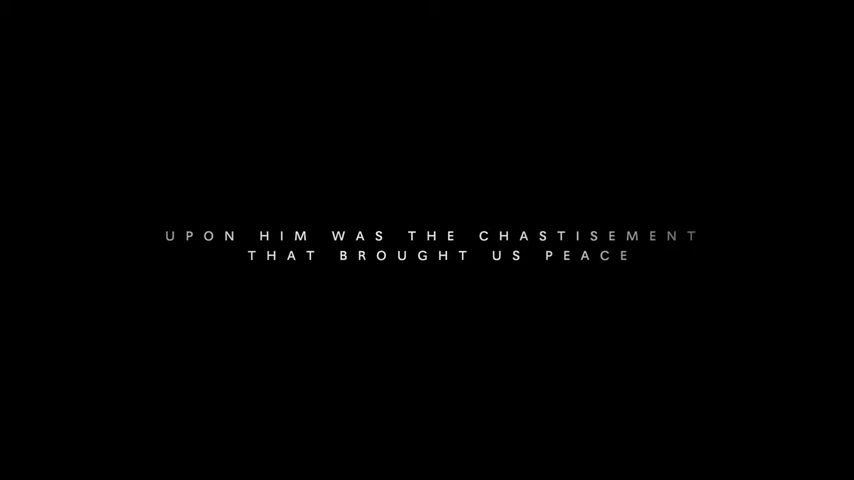 UPON HIM WAS THE CHASTISEMENT
THAT BROUGHT US PEACE